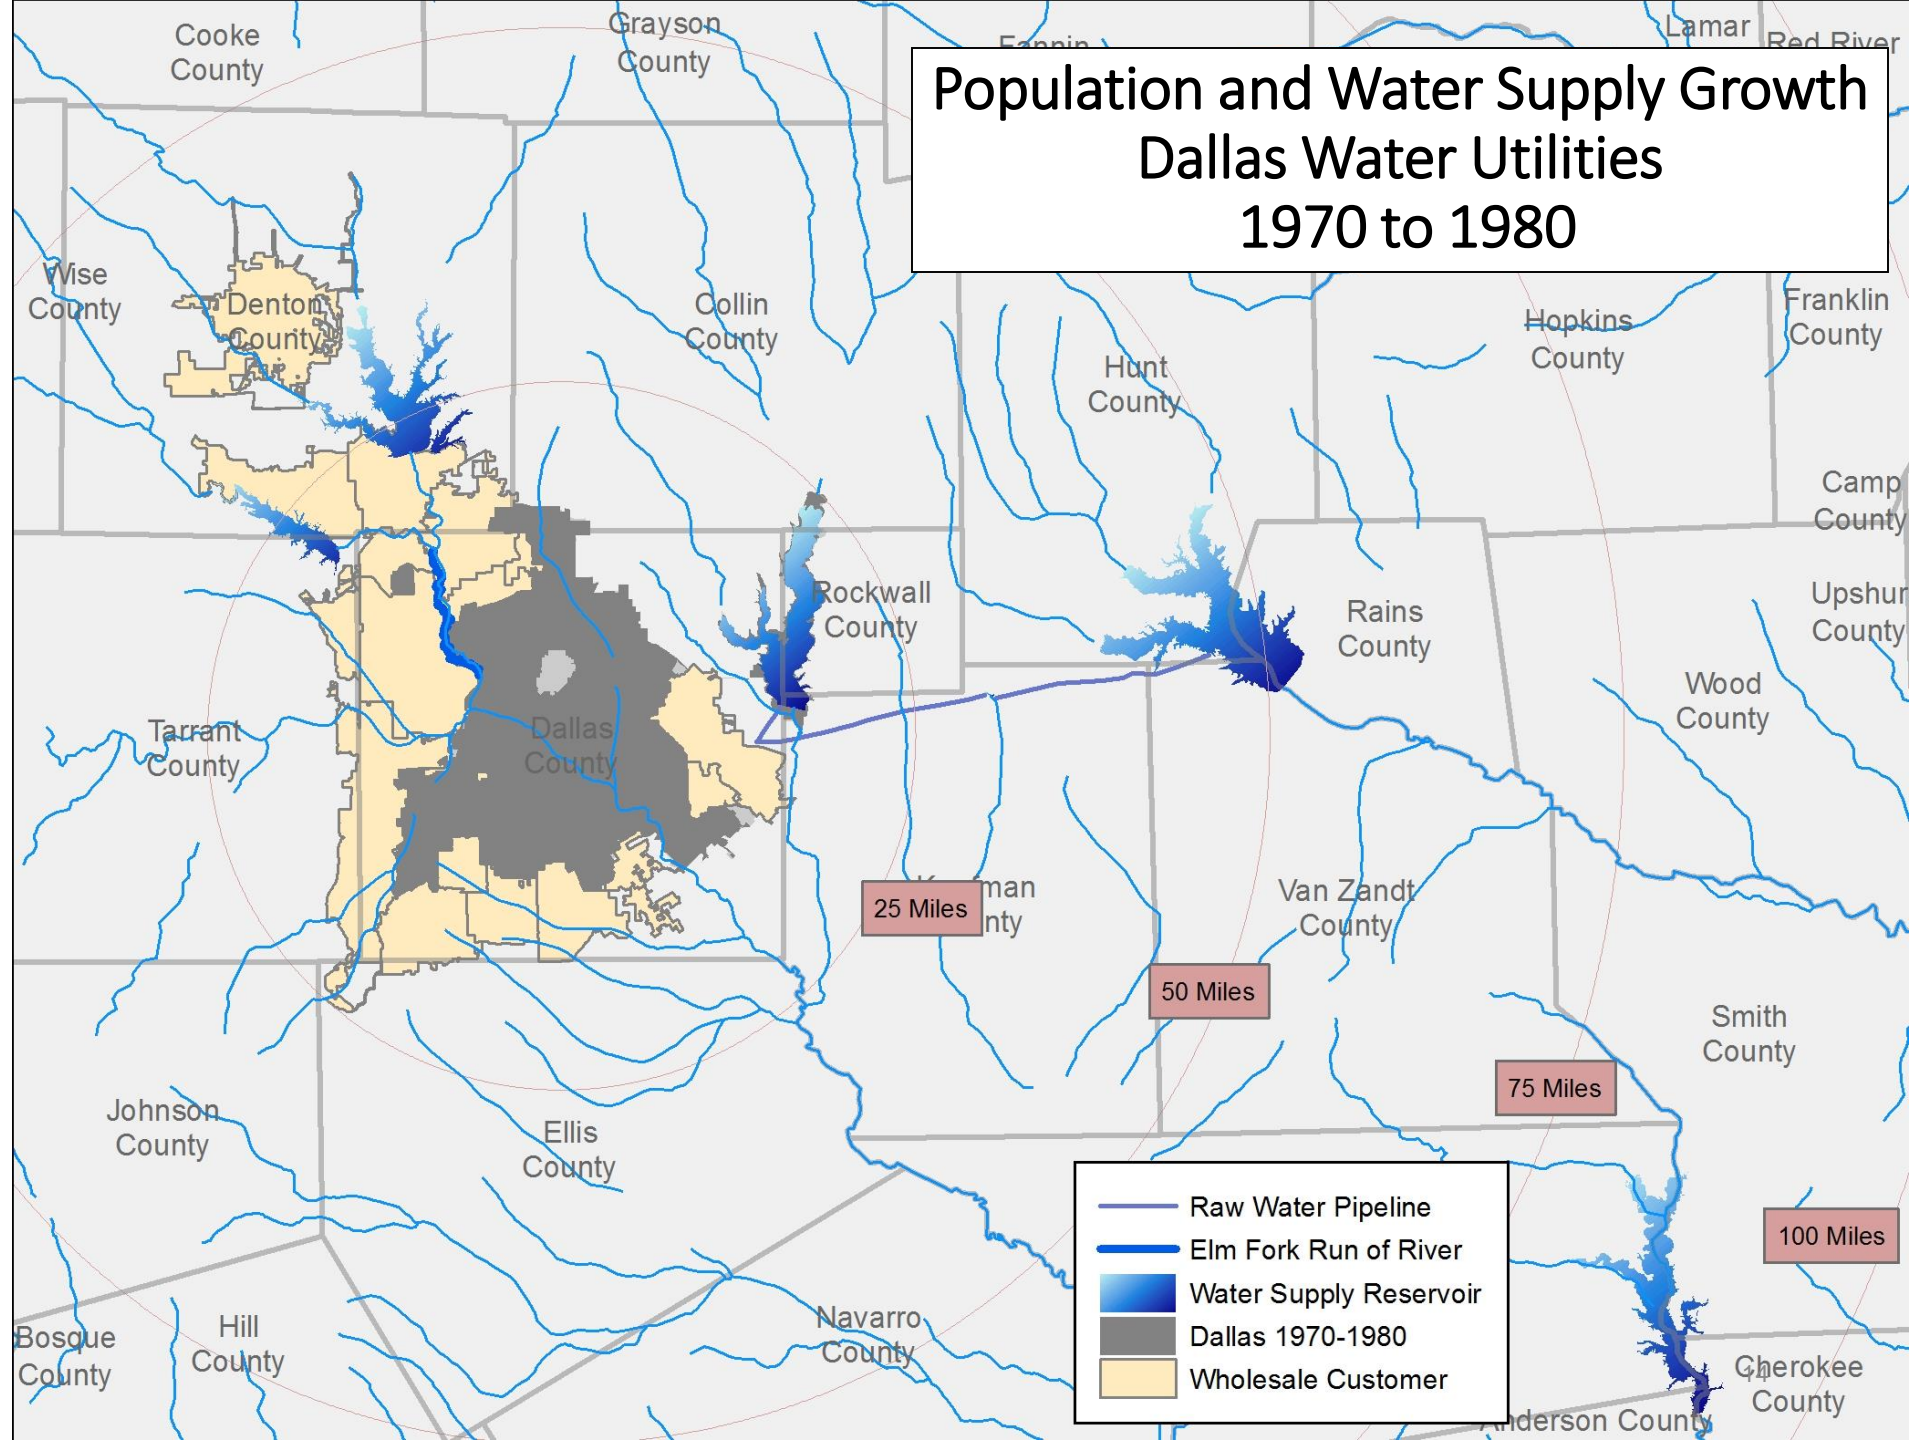 Cooke
County
Grayson
County
Fannin
Lamar
Red River
Population and Water Supply Growth
Dallas Water Utilities
1970 to 1980
Wise
County
Denton
County
Collin
County
Hunt
County
Hopkins
County
Franklin
County
Camp
County
Rockwall
County
Rains
County
Upshur
County
Wood
County
Tarrant
County
Dallas
County
25 Miles
Van Zandt
County
50 Miles
Smith
County
75 Miles
Johnson
County
Ellis
County
100 Miles
Raw Water Pipeline
Elm Fork Run of River
Water Supply Reservoir
Dallas 1970-1980
Wholesale Customer
Bosque
County
Hill
County
Navarro
County
Cherokee
County
14
Anderson County